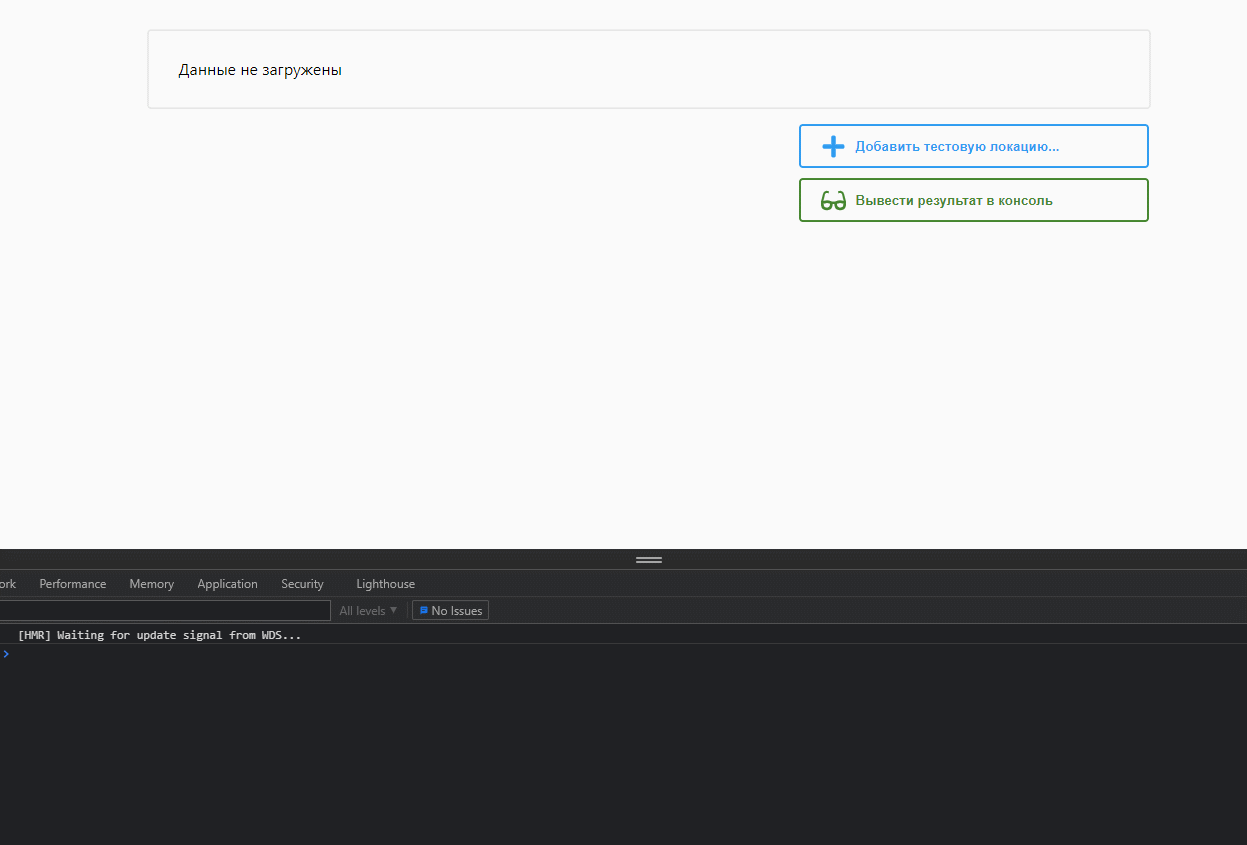 Данные не загружены
Добавить тестовую локацию...
Вывести результат в консоль
ork Performance Memory Application Security Lighthouse
All levels ▼ No Issues
[HMR] Waiting for update signal from WDS...
>